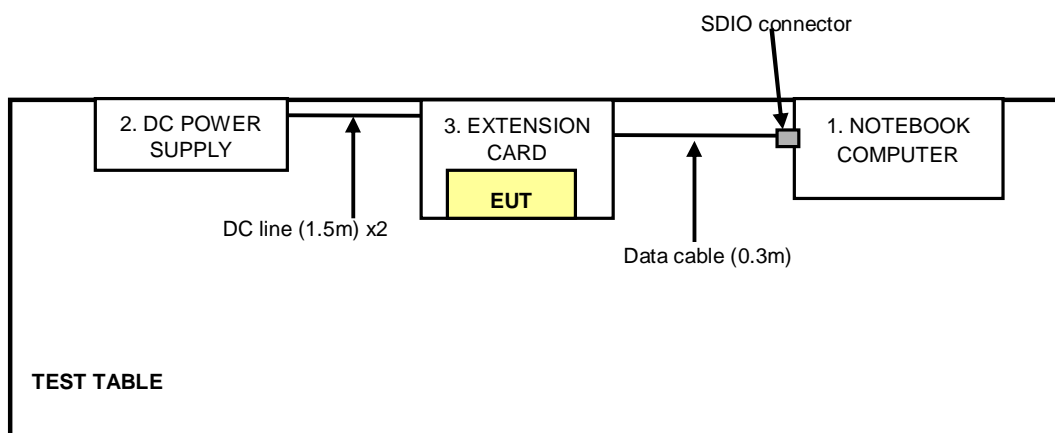 SDIO connector
2. DC POWER
SUPPLY
3. EXTENSION
CARD
1. NOTEBOOK
COMPUTER
EUT
DC line (1.5m) x2
Data cable (0.3m)
TEST TABLE